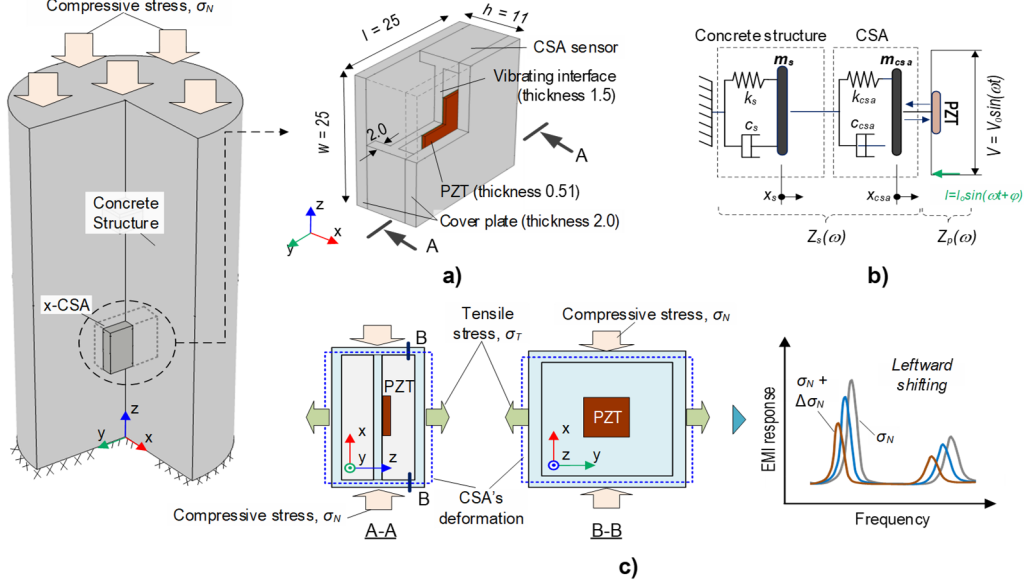 Compressive stress, σN
Concrete
Structure
x-CSA
z
y
x
l = 25
h = 11
w = 25
2.0
CSA sensor
Vibrating interface
(thickness 1.5)
PZT (thickness 0.51)
Cover plate (thickness 2.0)
A
A
z
x
y
a)
Concrete structure
CSA
ms
mcsa
ks
kcsa
cs
ccsa
PZT
V = Vosin(ωt)
I=Iosin(ωt+φ)
xs
xcsa
Zs(ω)
Zp(ω)
b)
Tensile
stress, σT
Compressive stress, σN
B
PZT
x
y
z
B
Compressive stress, σN
A-A
CSA's
deformation
PZT
x
z
y
B-B
EMI response
Leftward
shifting
σN +
ΔσN
σN
Frequency
c)